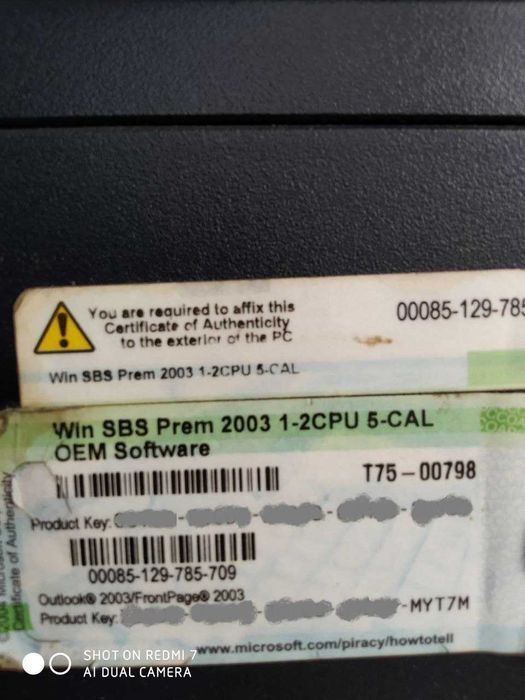 You are required to affix this
Certificate of Authenticity
to the exterior of the PC
00085-129-785
Win SBS Prem 2003 1-2CPU 5-CAL
Win SBS Prem 2003 1-2CPU 5-CAL
OEM Software
T75-00798
Product Key: - - - -
00085-129-785-709
Outlook® 2003/FrontPage® 2003
Product Key: - - - -MYT7M
www.microsoft.com/piracy/howtotell
Certificate of Authenticity
SHOT ON REDMI 7
AI DUAL CAMERA